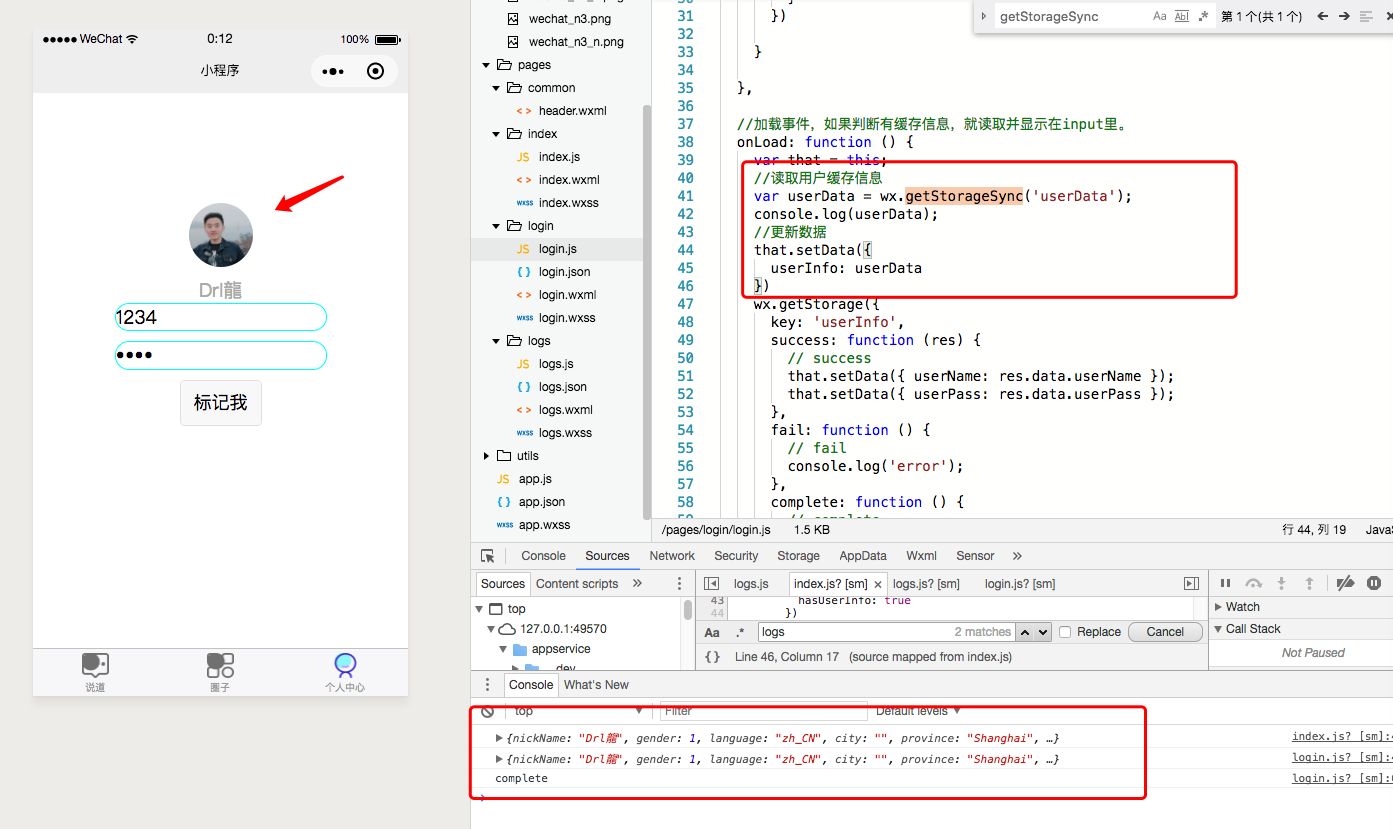 WeChat
0:12
100%
小程序
Drl龍
1234
••••
标记我
说道
圈子
个人中心
wechat_n3.png
wechat_n3_n.png
pages
common
header.wxml
index
JS index.js
index.wxml
wxss index.wxss
login
JS login.js
login.json
login.wxml
wxss login.wxss
logs
JS logs.js
logs.json
logs.wxml
wxss logs.wxss
utils
JS app.js
app.json
wxss app.wxss
getStorageSync
Aa Abl .* 第 1 个(共 1 个)
31 })
32
33 }
34
35 },
36
37 //加载事件，如果判断有缓存信息，就读取并显示在input里。
38 onLoad: function () {
39 var that = this;
40 //读取用户缓存信息
41 var userData = wx.getStorageSync('userData');
42 console.log(userData);
43 //更新数据
44 that.setData({
45 userInfo: userData
46 })
47 wx.getStorage({
48 key: 'userInfo',
49 success: function (res) {
50 // success
51 that.setData({ userName: res.data.userName });
52 that.setData({ userPass: res.data.userPass });
53 },
54 fail: function () {
55 // fail
56 console.log('error');
57 },
58 complete: function () {
/pages/login/login.js 1.5 KB 行 44, 列 19 JavaS
Console Sources Network Security Storage AppData Wxml Sensor »
Sources Content scripts »
logs.js index.js? [sm] × logs.js? [sm] login.js? [sm]
top
127.0.0.1:49570
appservice
dev
43 hasUserInfo: true
44 })
Aa .* logs 2 matches Replace Cancel
{ } Line 46, Column 17 (source mapped from index.js)
Watch
Call Stack
Not Paused
Console What's New
top Filter Default levels
{nickName: "Drl龍", gender: 1, language: "zh_CN", city: "", province: "Shanghai", …} index.js? [sm]:4
{nickName: "Drl龍", gender: 1, language: "zh_CN", city: "", province: "Shanghai", …} login.js? [sm]:4
complete login.js? [sm]:6